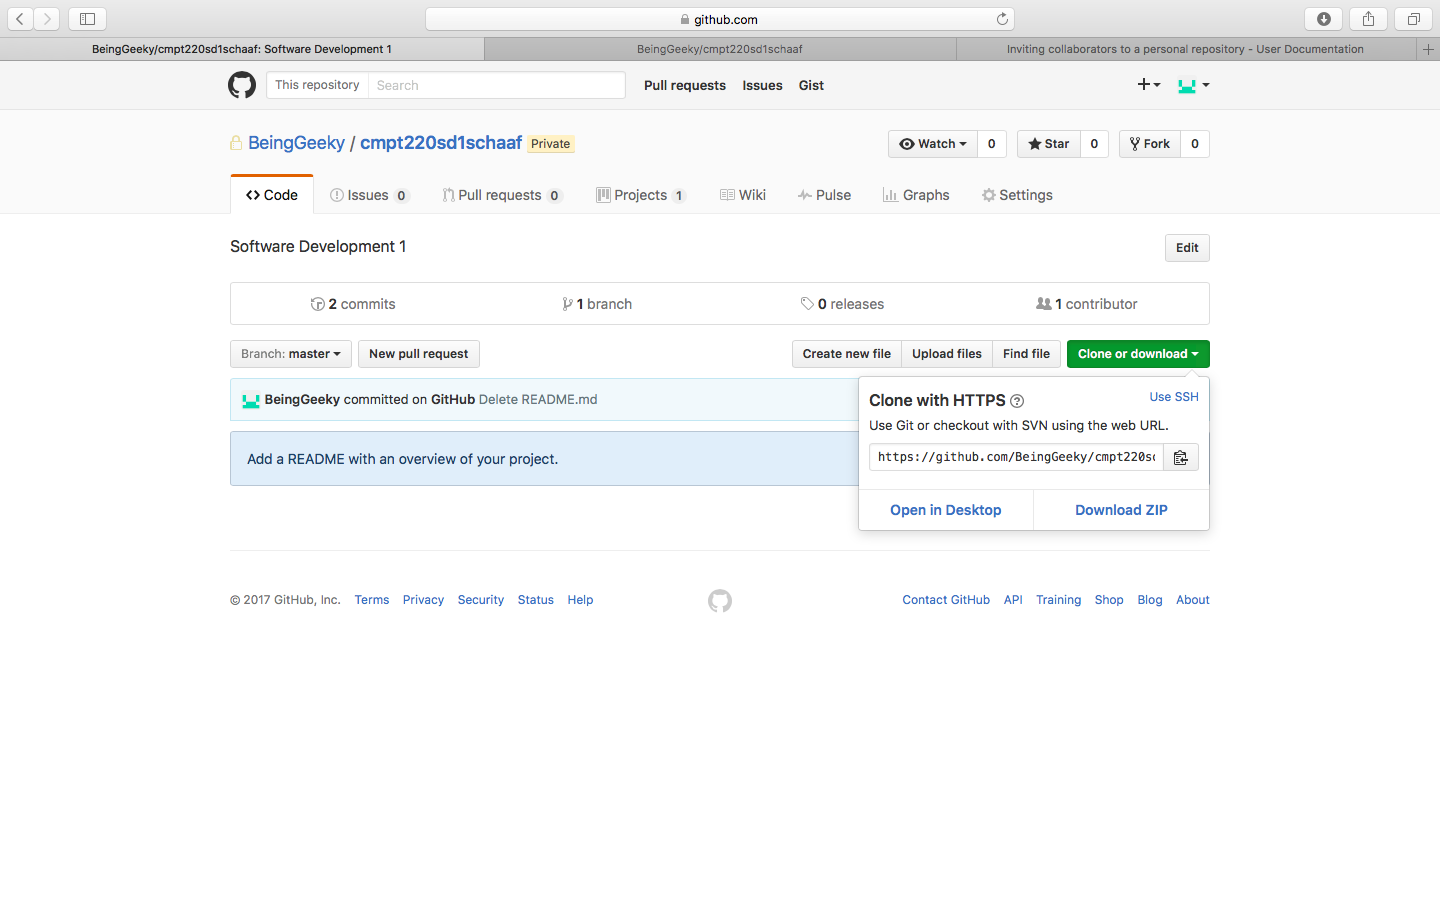 github.com
BeingGeeky/cmpt220sd1schaaf: Software Development 1
BeingGeeky/cmpt220sd1schaaf
Inviting collaborators to a personal repository - User Documentation
This repository Search Pull requests Issues Gist
BeingGeeky / cmpt220sd1schaaf Private Watch 0 Star 0 Fork 0
Code Issues 0 Pull requests 0 Projects 1 Wiki Pulse Graphs Settings
Software Development 1 Edit
2 commits 1 branch 0 releases 1 contributor
Branch: master New pull request Create new file Upload files Find file Clone or download
BeingGeeky committed on GitHub Delete README.md
Add a README with an overview of your project.
Clone with HTTPS Use SSH
Use Git or checkout with SVN using the web URL.
https://github.com/BeingGeeky/cmpt220s
Open in Desktop Download ZIP
© 2017 GitHub, Inc. Terms Privacy Security Status Help Contact GitHub API Training Shop Blog About